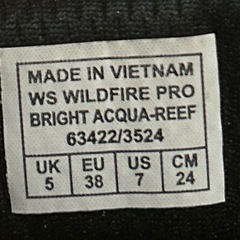 MADE IN VIETNAM
WS WILDFIRE PRO
BRIGHT ACQUA-REEF
63422/3524
UK EU US CM
5 38 7 24